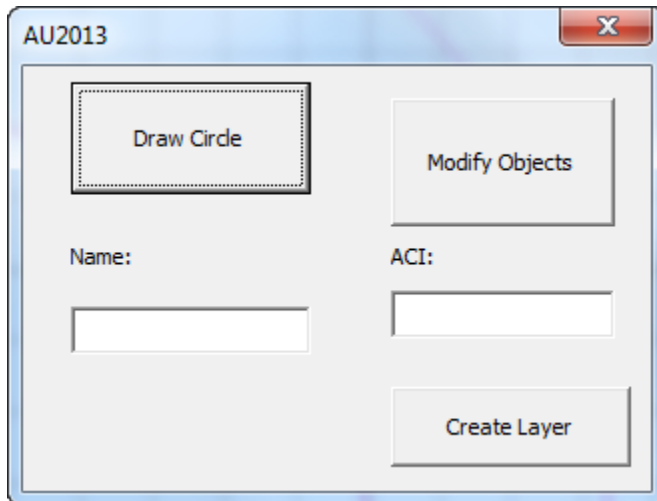 AU2013
Draw Circle
Modify Objects
Name:
ACI:
Create Layer